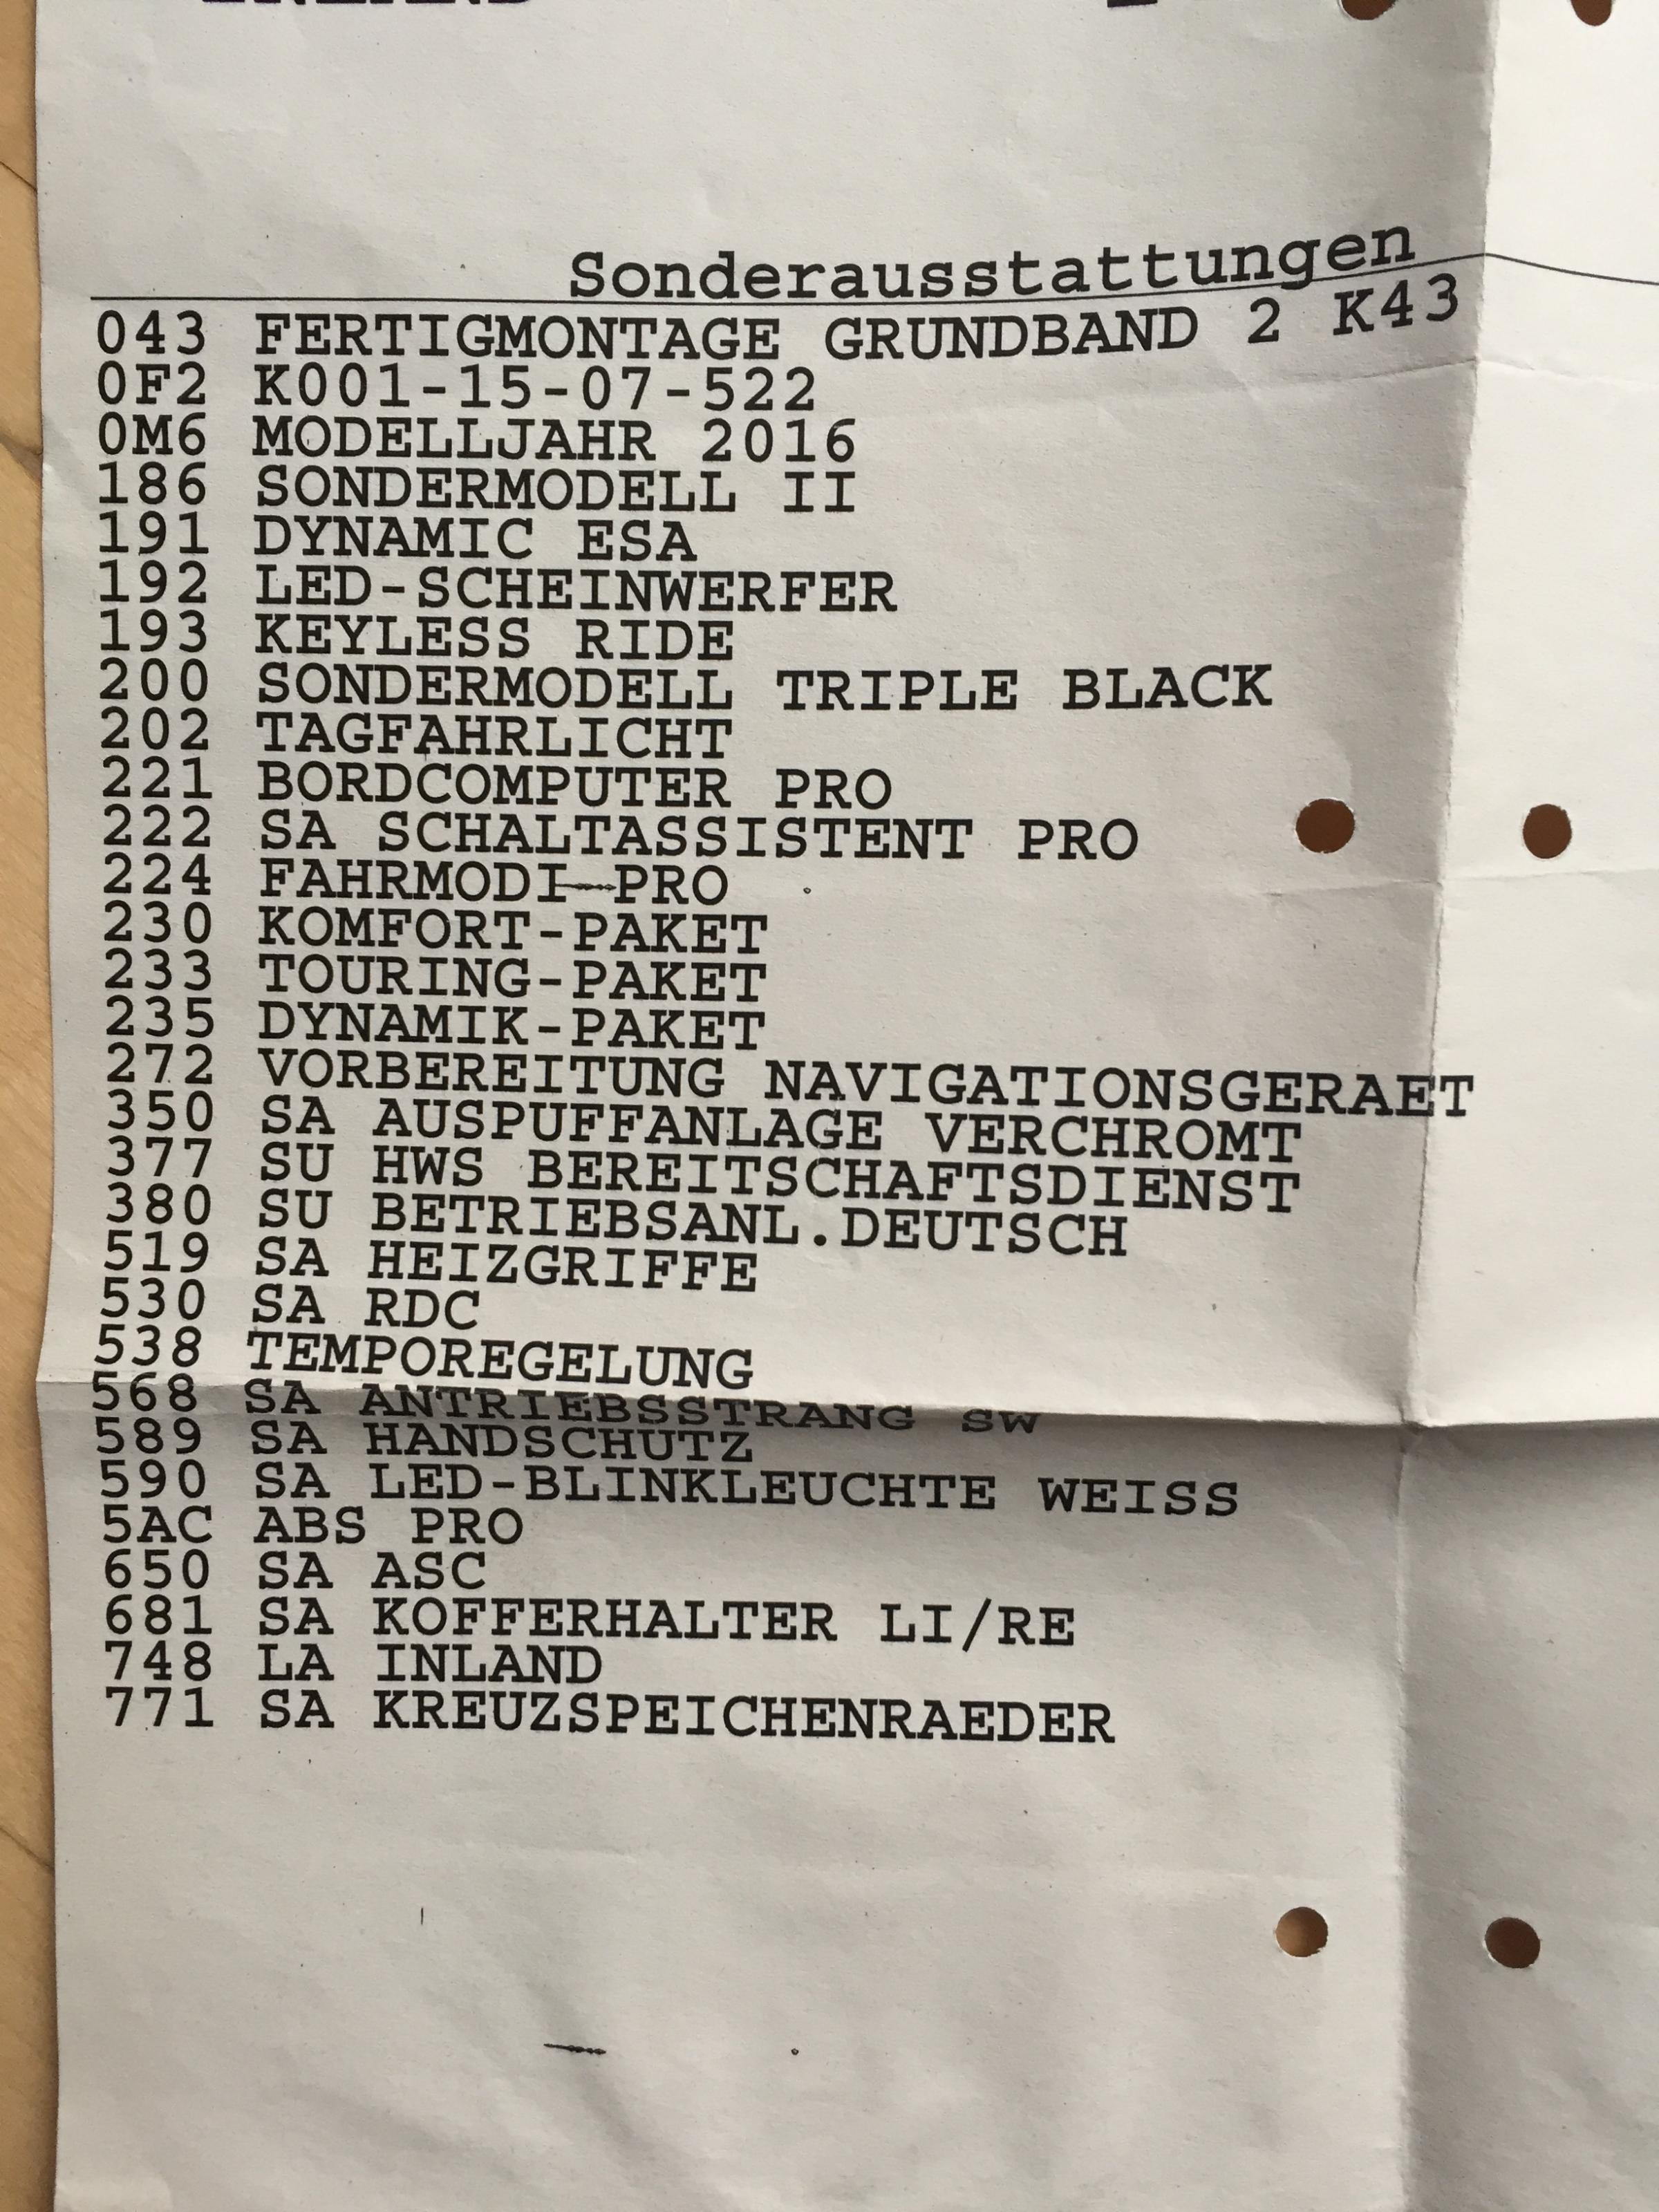 Sonderausstattungen
043 FERTIGMONTAGE GRUNDBAND 2 K43
0F2 K001-15-07-522
0M6 MODELLJAHR 2016
186 SONDERMODELL II
191 DYNAMIC ESA
192 LED-SCHEINWERFER
193 KEYLESS RIDE
200 SONDERMODELL TRIPLE BLACK
202 TAGFAHRLICHT
221 BORDCOMPUTER PRO
222 SA SCHALTASSISTENT PRO
224 FAHRMODI PRO
230 KOMFORT-PAKET
233 TOURING-PAKET
235 DYNAMIK-PAKET
272 VORBEREITUNG NAVIGATIONSGERAET
350 SA AUSPUFFANLAGE VERCHROMT
377 SU HWS BEREITSCHAFTSDIENST
380 SU BETRIEBSANL.DEUTSCH
519 SA HEIZGRIFFE
530 SA RDC
538 TEMPOREGELUNG
568 SA ANTRIEBSSTRANG SW
589 SA HANDSCHUTZ
590 SA LED-BLINKLEUCHTE WEISS
5AC ABS PRO
650 SA ASC
681 SA KOFFERHALTER LI/RE
748 LA INLAND
771 SA KREUZSPEICHENRAEDER